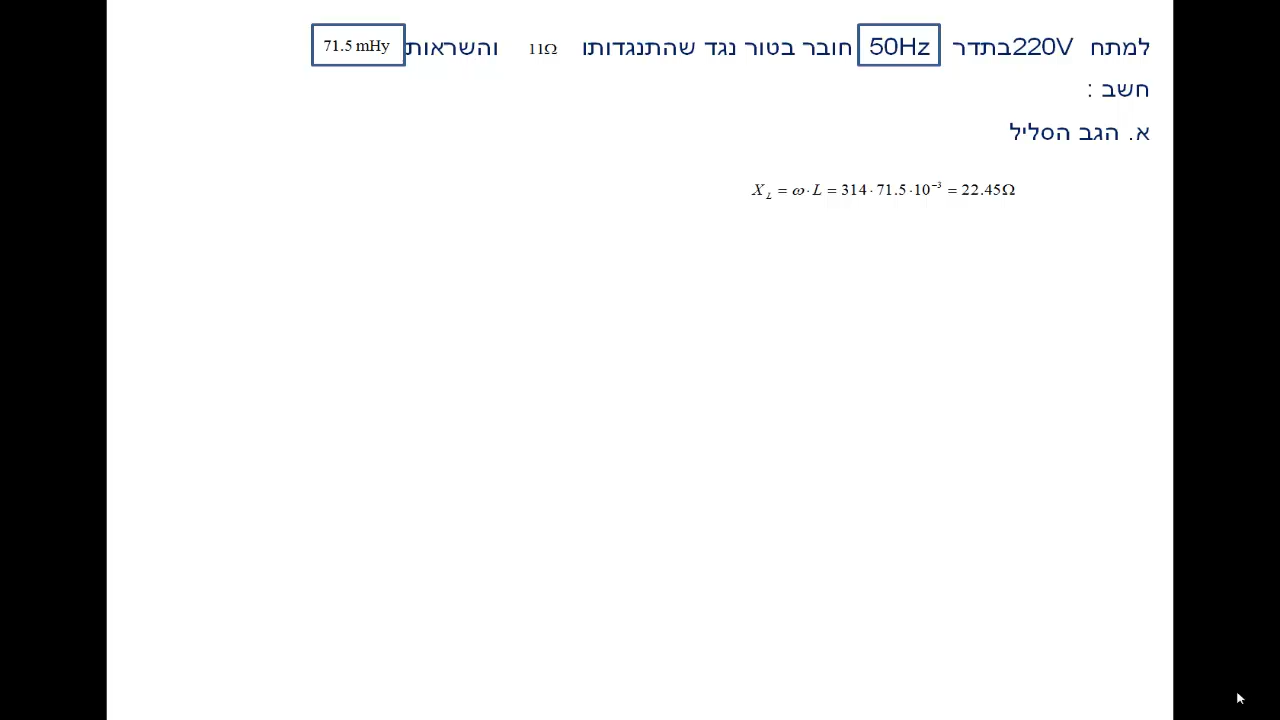 למתח 220V בתדר 50Hz חובר בטור נגד שהתנגדותו 11Ω והשראות 71.5 mHy
חשב :
א. הגב הסליל
X_L = ω · L = 314 · 71.5 · 10⁻³ = 22.45Ω